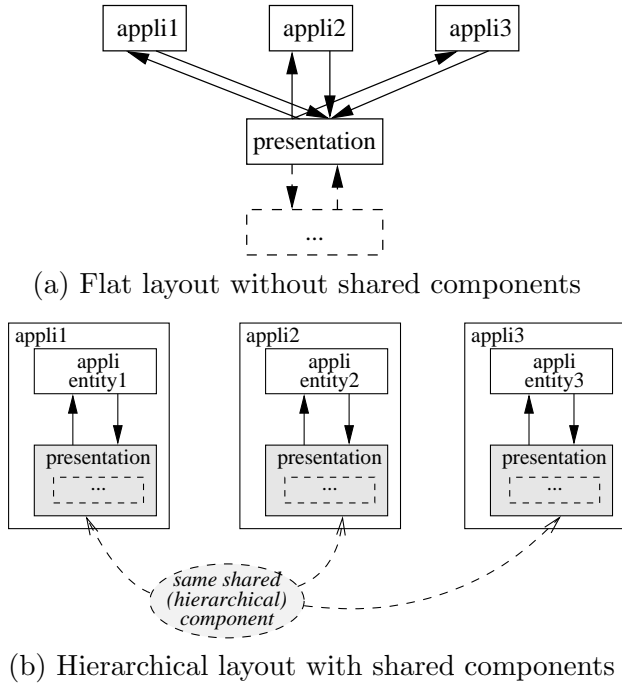 appli1 appli2 appli3
presentation
...
(a) Flat layout without shared components
appli1 appli2 appli3
appli appli appli
entity1 entity2 entity3
presentation presentation presentation
... ... ...
same shared
(hierarchical)
component
(b) Hierarchical layout with shared components